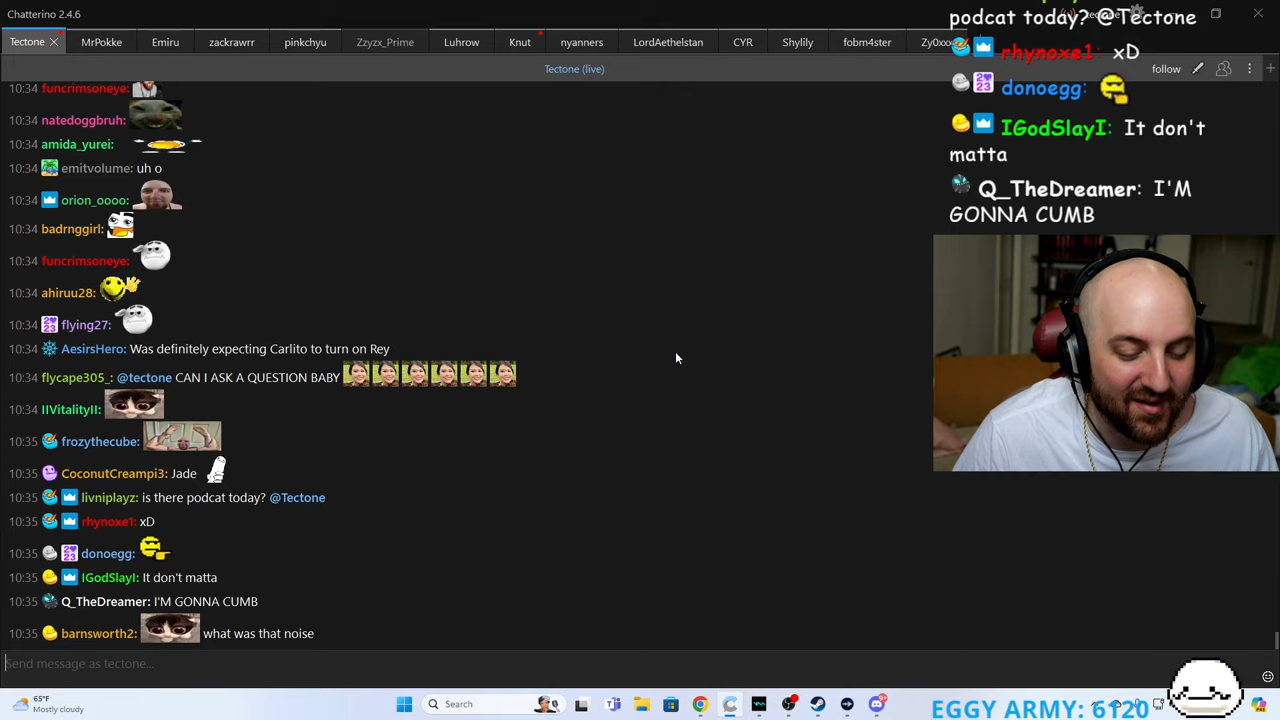 Chatterino 2.4.6
Tectone
MrPokke
Emiru
zackrawrr
pinkchyu
Zzyzx_Prime
Luhrow
Knut
nyanners
LordAethelstan
CYR
Shylily
fobm4ster
Tectone (live)
follow
10:34 funcrimsoneye:
10:34 natedoggbruh:
10:34 amida_yurei:
10:34 emitvolume: uh o
10:34 orion_oooo:
10:34 badrnggirl:
10:34 funcrimsoneye:
10:34 ahiruu28:
10:34 flying27:
10:34 AesirsHero: Was definitely expecting Carlito to turn on Rey
10:34 flycape305_: @tectone CAN I ASK A QUESTION BABY
10:34 IIVitalityII:
10:35 frozythecube:
10:35 CoconutCreampi3: Jade
10:35 livniplayz: is there podcat today? @Tectone
10:35 rhynoxe1: xD
10:35 donoegg:
10:35 IGodSlayI: It don't matta
10:35 Q_TheDreamer: I'M GONNA CUMB
10:35 barnsworth2: what was that noise
Send message as tectone...
podcat today? @Tectone
rhynoxe1: xD
donoegg:
IGodSlayI: It don't
matta
Q_TheDreamer: I'M
GONNA CUMB
65°F
Mostly cloudy
Search
EGGY ARMY: 6120